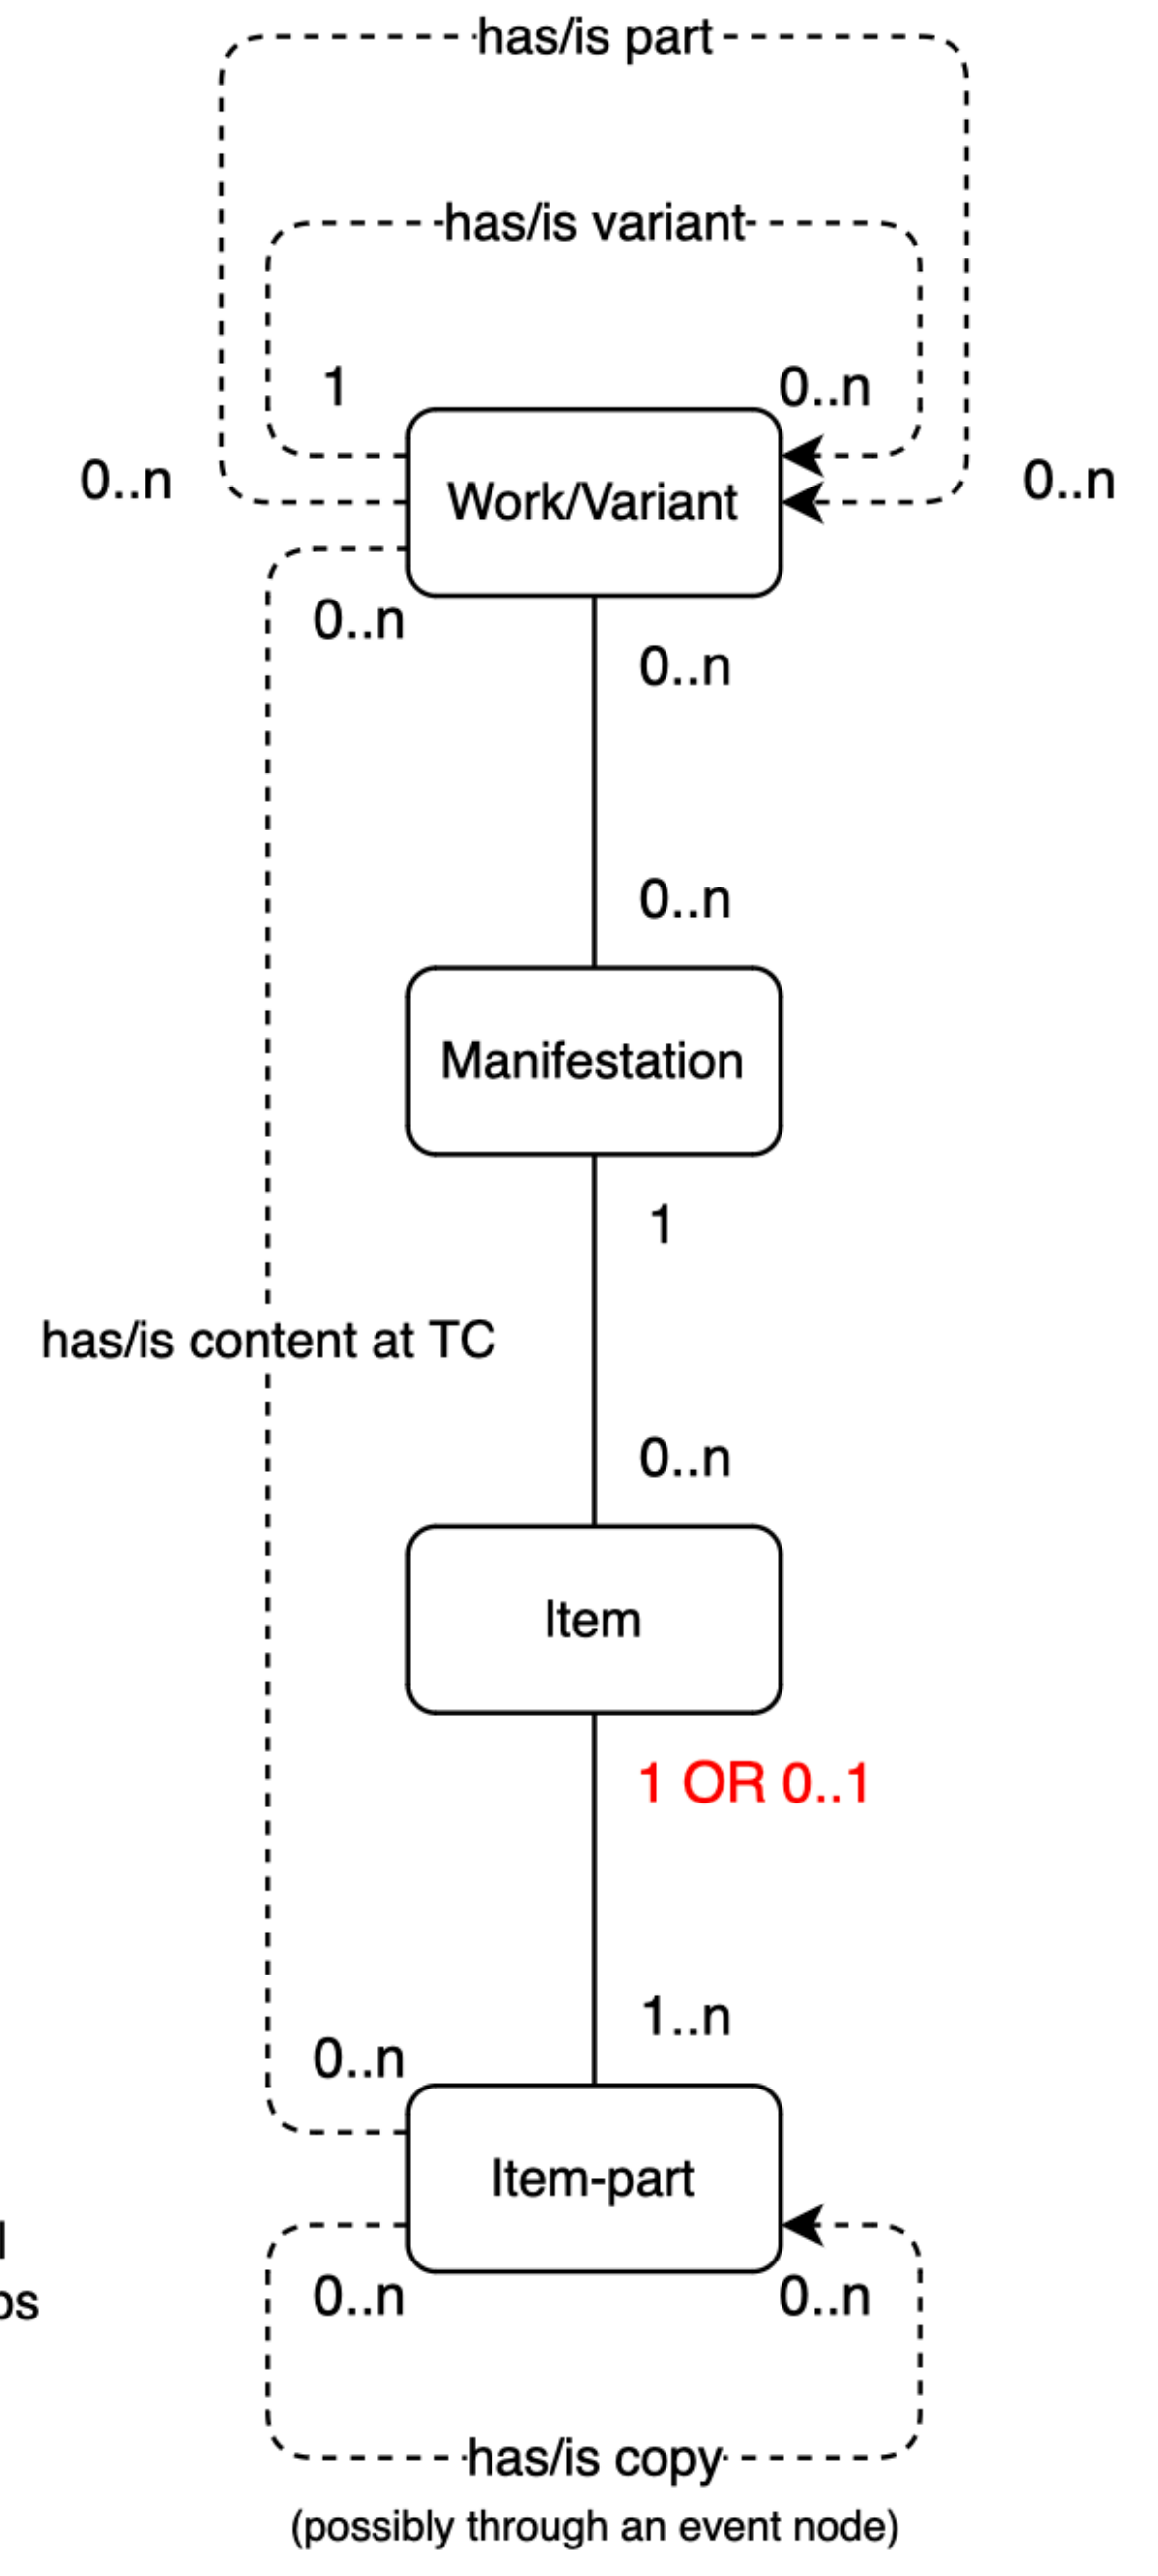 has/is part
has/is variant
1
0..n
0..n
Work/Variant
0..n
0..n
0..n
0..n
Manifestation
1
has/is content at TC
0..n
Item
1 OR 0..1
1..n
0..n
Item-part
0..n
0..n
has/is copy
(possibly through an event node)